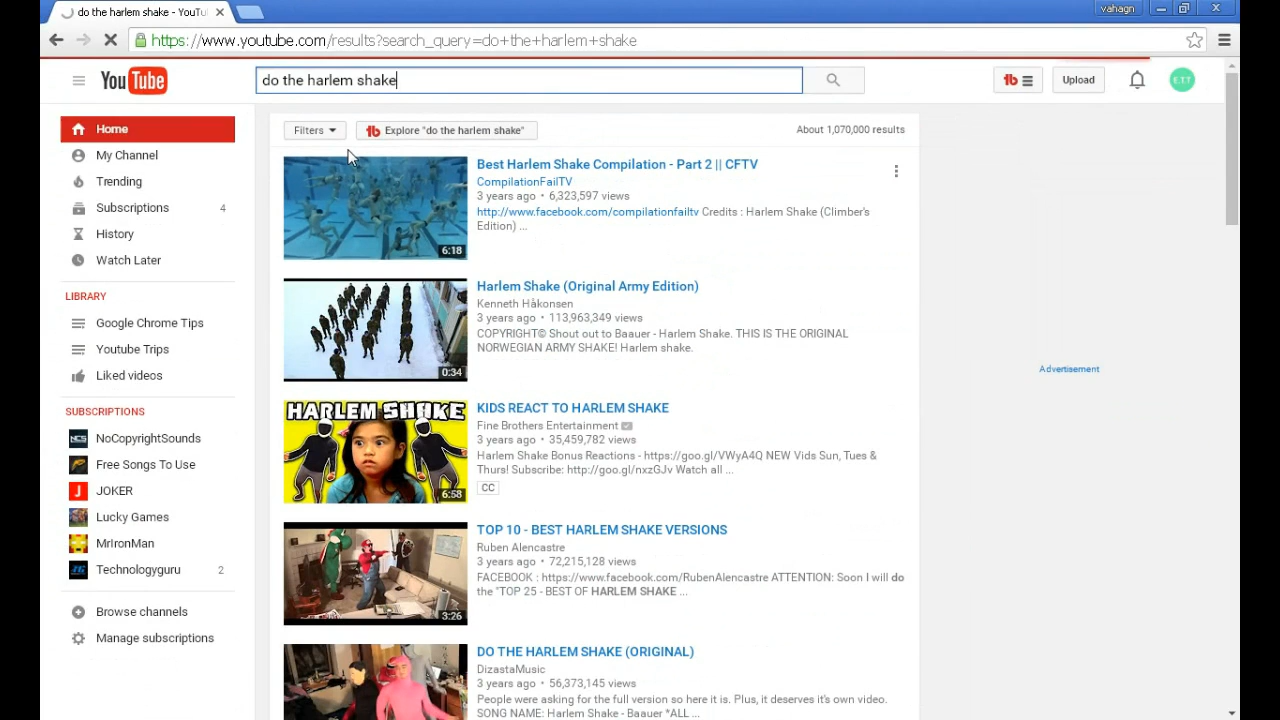 do the harlem shake - YouTu
vahagn
https://www.youtube.com/results?search_query=do+the+harlem+shake
YouTube
do the harlem shake
Upload
E.T.T
Home
My Channel
Trending
Subscriptions 4
History
Watch Later
LIBRARY
Google Chrome Tips
Youtube Trips
Liked videos
SUBSCRIPTIONS
NoCopyrightSounds
Free Songs To Use
JOKER
Lucky Games
MrIronMan
Technologyguru 2
Browse channels
Manage subscriptions
Filters
Explore "do the harlem shake"
About 1,070,000 results
6:18
Best Harlem Shake Compilation - Part 2 || CFTV
CompilationFailTV
3 years ago • 6,323,597 views
http://www.facebook.com/compilationfailtv Credits : Harlem Shake (Climber's
Edition) ...
0:34
Harlem Shake (Original Army Edition)
Kenneth Håkonsen
3 years ago • 113,963,349 views
COPYRIGHT© Shout out to Baauer - Harlem Shake. THIS IS THE ORIGINAL
NORWEGIAN ARMY SHAKE! Harlem shake.
HARLEM SHAKE
6:58
KIDS REACT TO HARLEM SHAKE
Fine Brothers Entertainment
3 years ago • 35,459,782 views
Harlem Shake Bonus Reactions - https://goo.gl/VWyA4Q NEW Vids Sun, Tues &
Thurs! Subscribe: http://goo.gl/nxzGJv Watch all ...
CC
3:26
TOP 10 - BEST HARLEM SHAKE VERSIONS
Ruben Alencastre
3 years ago • 72,215,128 views
FACEBOOK : https://www.facebook.com/RubenAlencastre ATTENTION: Soon I will do
the "TOP 25 - BEST OF HARLEM SHAKE ...
DO THE HARLEM SHAKE (ORIGINAL)
DizastaMusic
3 years ago • 56,373,145 views
People were asking for the full version so here it is. Plus, it deserves it's own video.
SONG NAME: Harlem Shake - Baauer *ALL ...
Advertisement